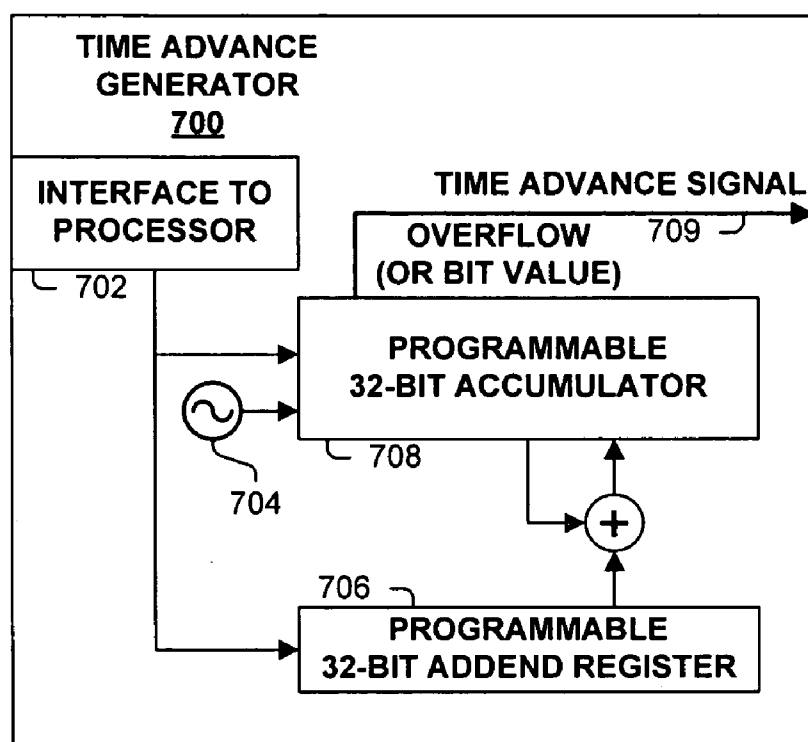 TIME ADVANCE
GENERATOR
700
INTERFACE TO
PROCESSOR
702
TIME ADVANCE SIGNAL
709
OVERFLOW
(OR BIT VALUE)
PROGRAMMABLE
32-BIT ACCUMULATOR
708
704
+
706
PROGRAMMABLE
32-BIT ADDEND REGISTER